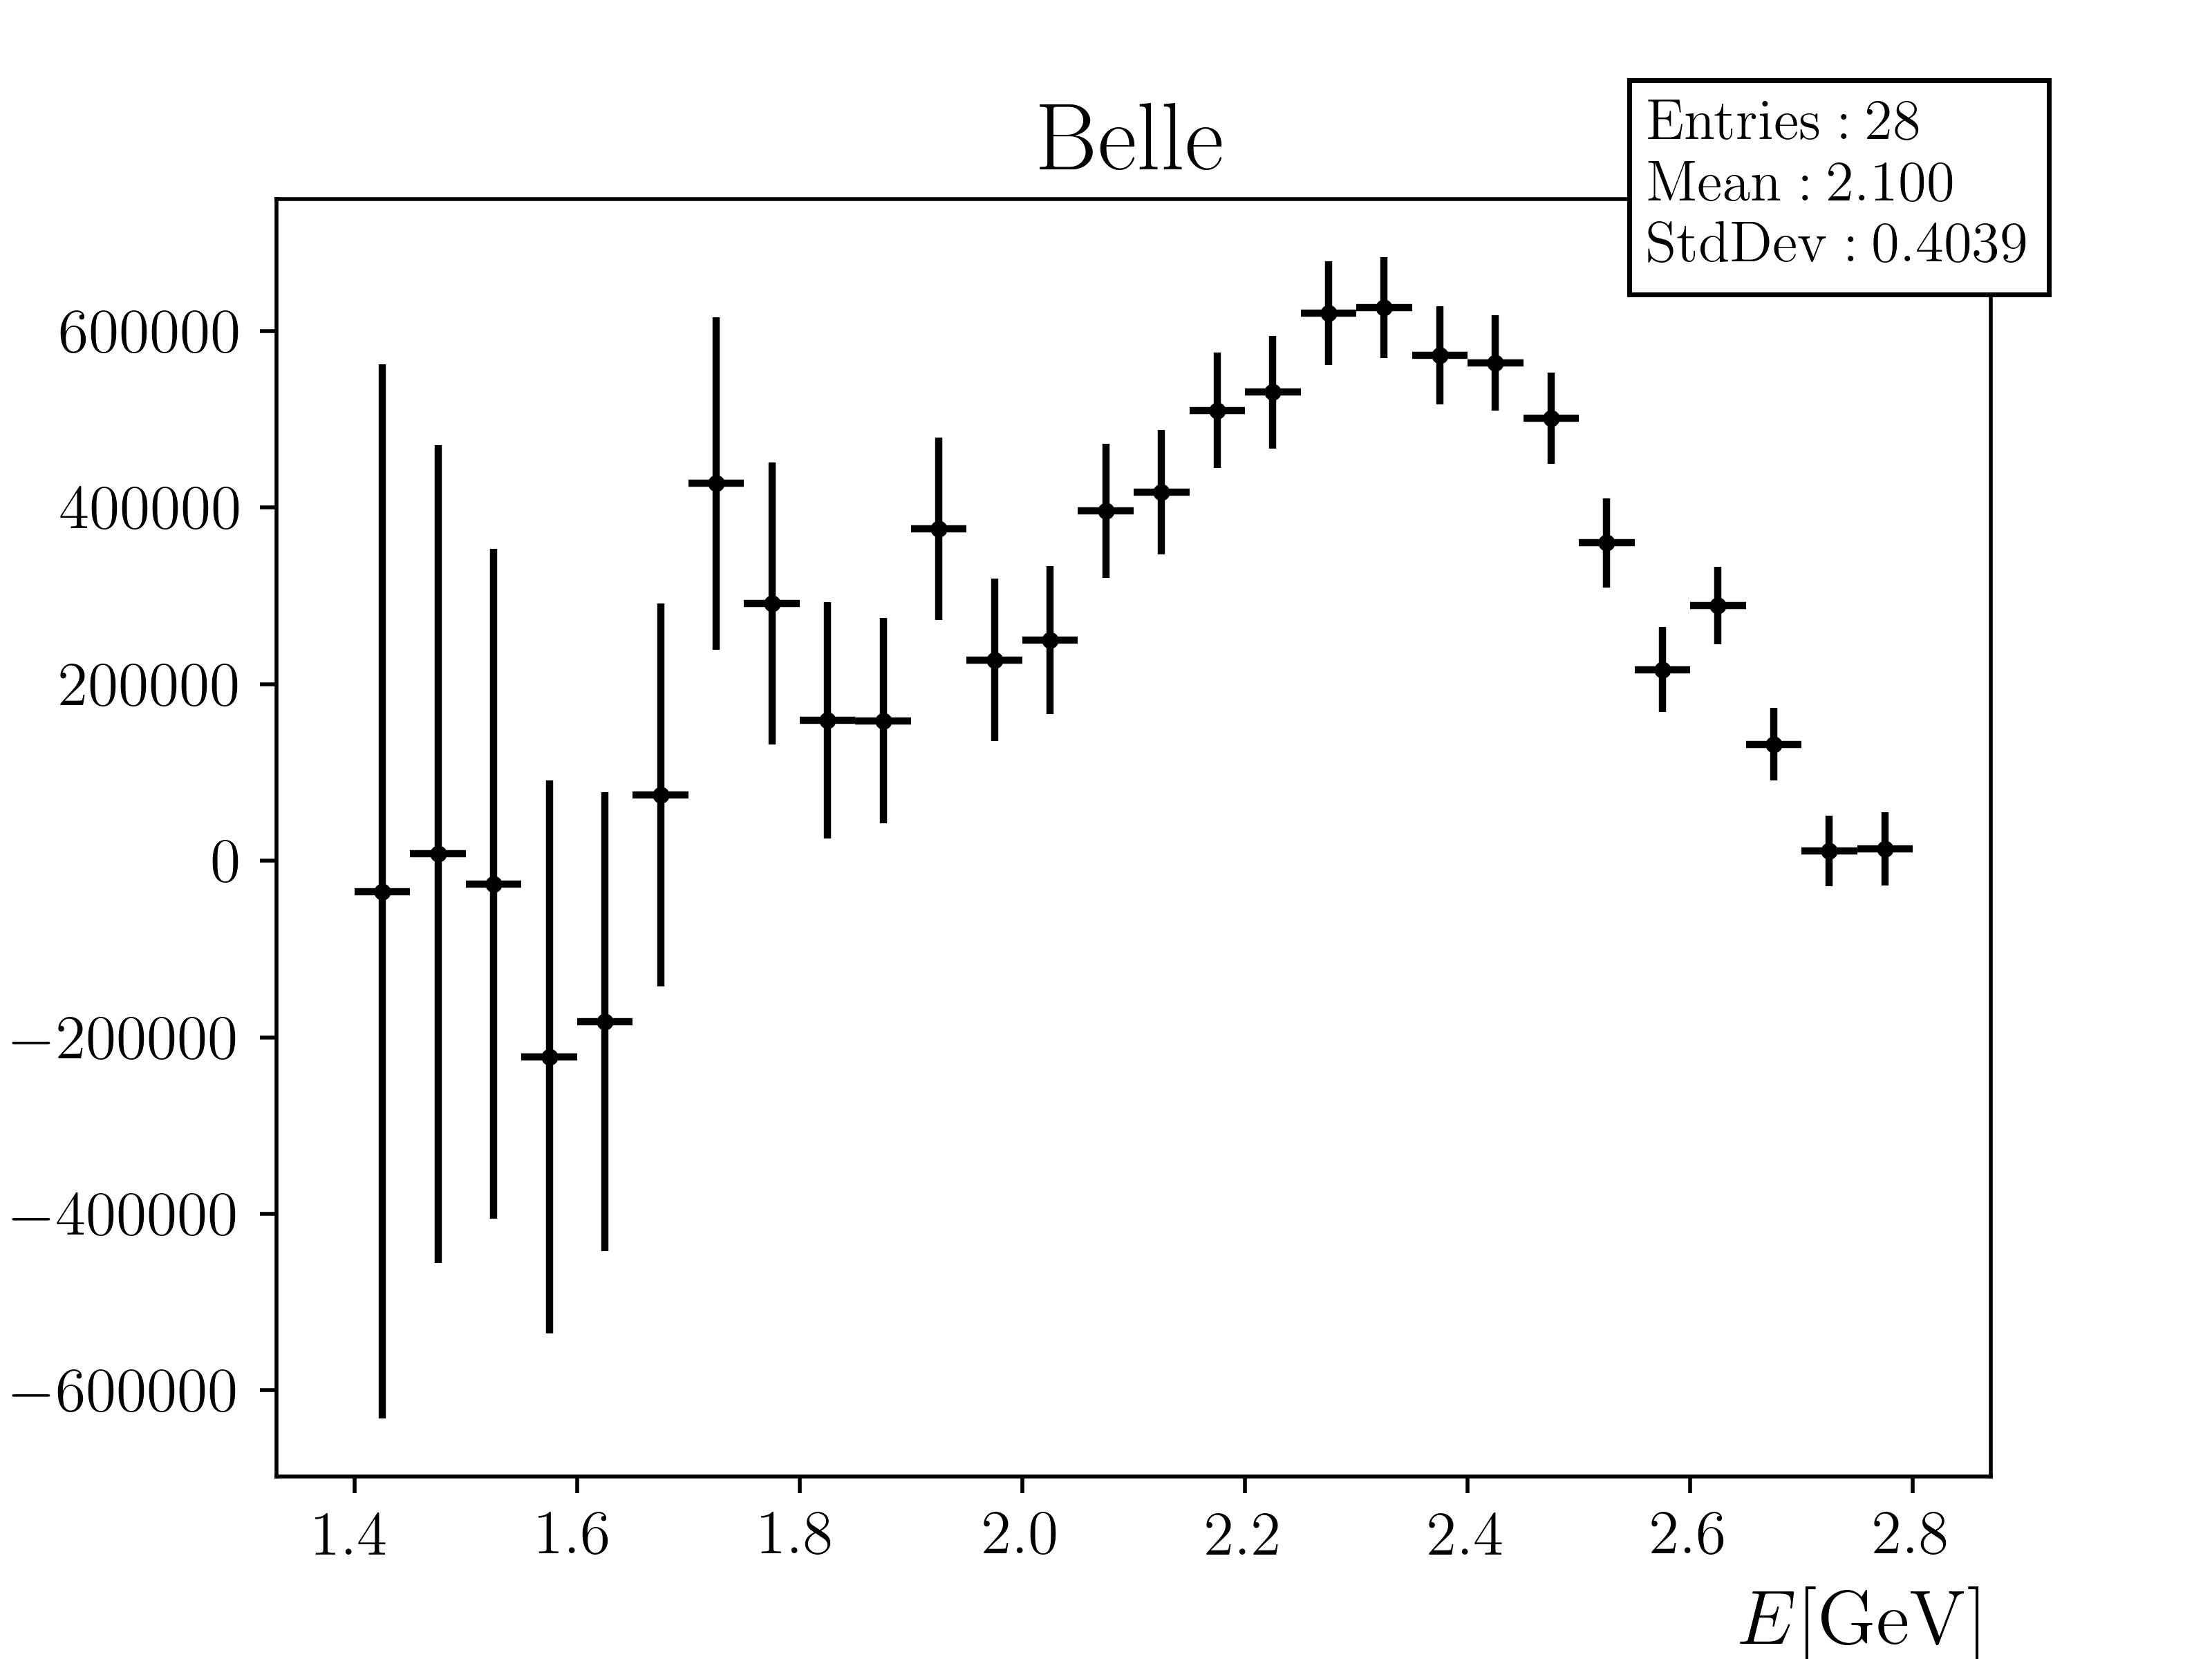 Belle
Entries : 28
Mean : 2.100
StdDev : 0.4039
600000
400000
200000
0
−200000
−400000
−600000
1.4 1.6 1.8 2.0 2.2 2.4 2.6 2.8
E[GeV]